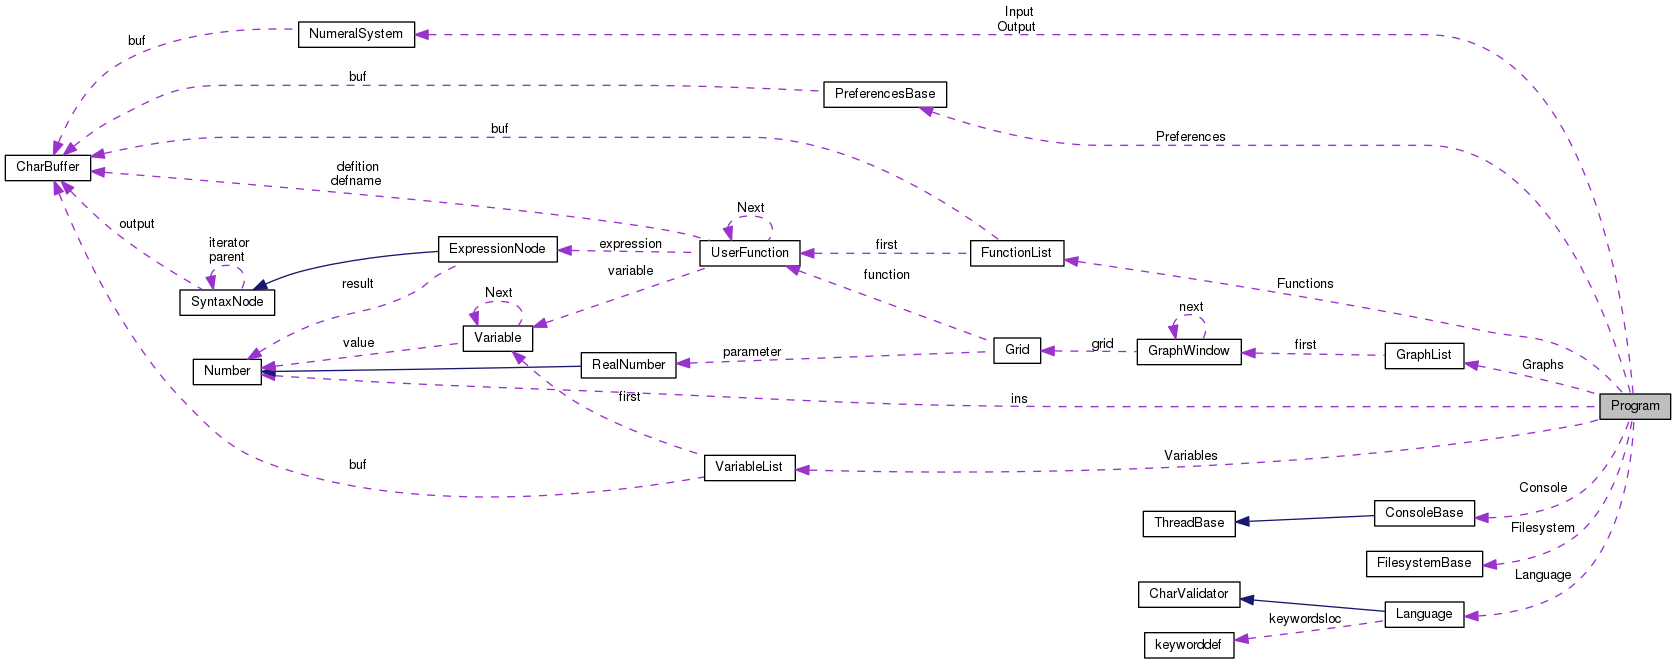 Input
Output
NumeralSystem
buf
buf
PreferencesBase
buf
Preferences
CharBuffer
defition
defname
Next
output
iterator
parent
ExpressionNode
expression
UserFunction
first
FunctionList
variable
function
Functions
SyntaxNode
result
Next
next
Variable
value
Number
RealNumber
parameter
Grid
grid
GraphWindow
first
GraphList
Graphs
first
ins
Program
buf
VariableList
Variables
Console
ThreadBase
ConsoleBase
Filesystem
FilesystemBase
Language
CharValidator
Language
keywordsloc
keyworddef